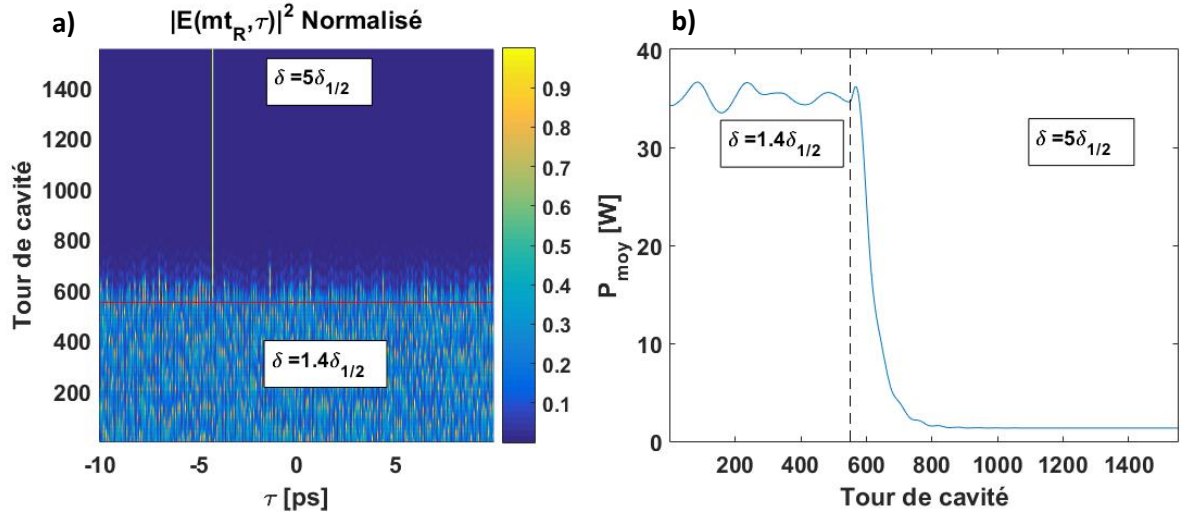 a)
|E(mt_R,τ)|² Normalisé
1400
1200
1000
800
600
400
200
Tour de cavité
-10
-5
0
5
τ [ps]
δ =5δ_1/2
δ=1.4δ_1/2
0.9
0.8
0.7
0.6
0.5
0.4
0.3
0.2
0.1
b)
40
30
20
10
0
P_moy [W]
δ =1.4δ_1/2
δ =5δ_1/2
200
400
600
800
1000
1200
1400
Tour de cavité